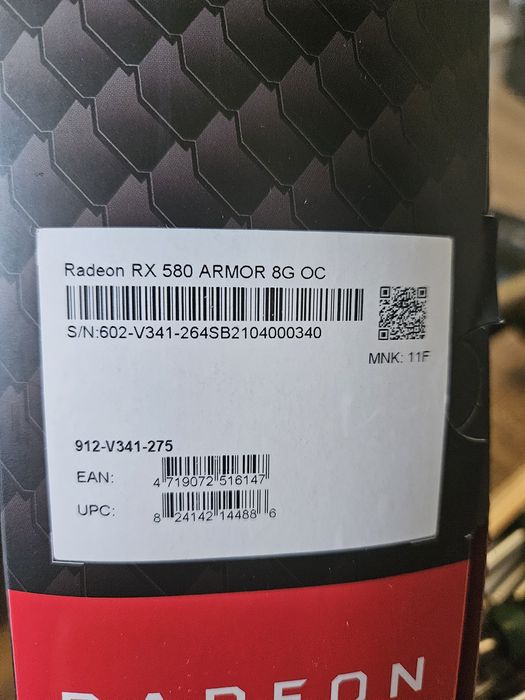 Radeon RX 580 ARMOR 8G OC
S/N:602-V341-264SB2104000340
MNK: 11F
912-V341-275
EAN:
4 719072 516147
UPC:
8 24142 14488 6
RADEON